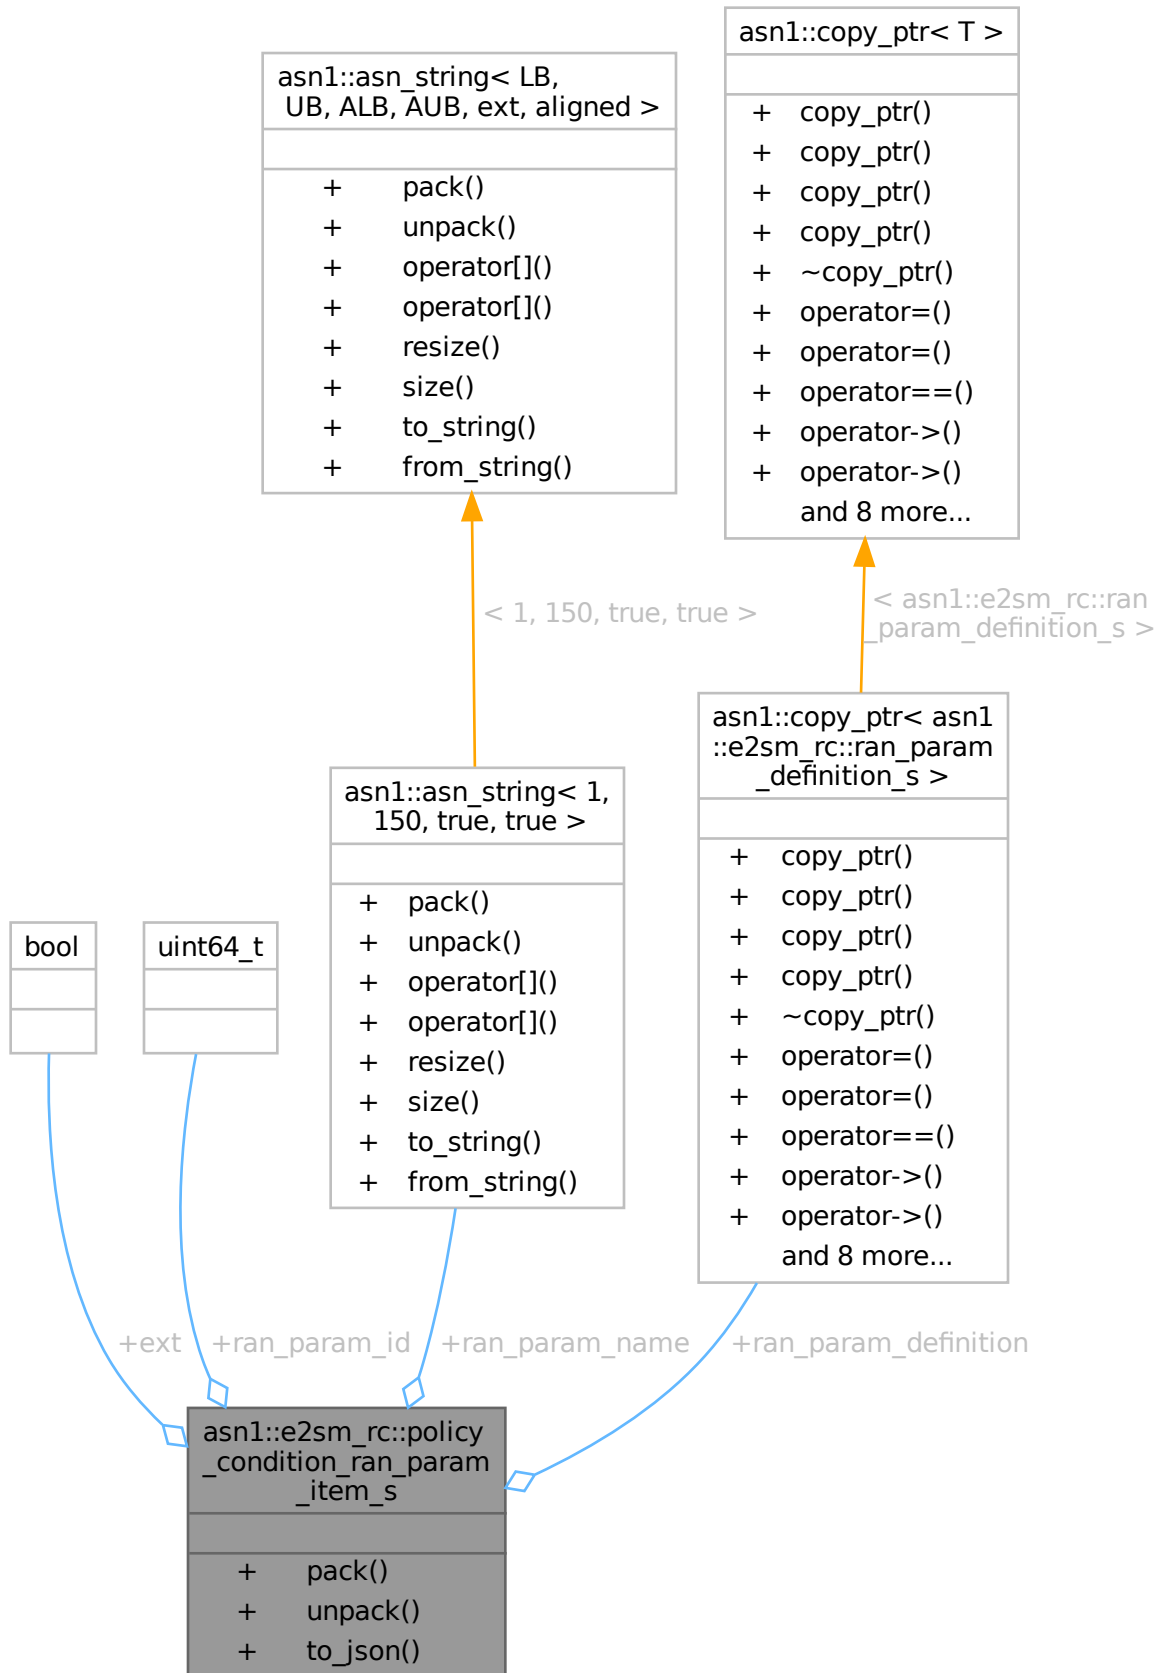 asn1::copy_ptr< T >
+ copy_ptr()
+ copy_ptr()
+ copy_ptr()
+ copy_ptr()
+ ~copy_ptr()
+ operator=()
+ operator=()
+ operator==()
+ operator->()
+ operator->()
and 8 more...
asn1::asn_string< LB,
UB, ALB, AUB, ext, aligned >
+ pack()
+ unpack()
+ operator[]()
+ operator[]()
+ resize()
+ size()
+ to_string()
+ from_string()
< 1, 150, true, true >
< asn1::e2sm_rc::ran
_param_definition_s >
asn1::copy_ptr< asn1
::e2sm_rc::ran_param
_definition_s >
+ copy_ptr()
+ copy_ptr()
+ copy_ptr()
+ copy_ptr()
+ ~copy_ptr()
+ operator=()
+ operator=()
+ operator==()
+ operator->()
+ operator->()
and 8 more...
asn1::asn_string< 1,
150, true, true >
+ pack()
+ unpack()
+ operator[]()
+ operator[]()
+ resize()
+ size()
+ to_string()
+ from_string()
bool
uint64_t
+ext
+ran_param_id
+ran_param_name
+ran_param_definition
asn1::e2sm_rc::policy
_condition_ran_param
_item_s
+ pack()
+ unpack()
+ to_json()